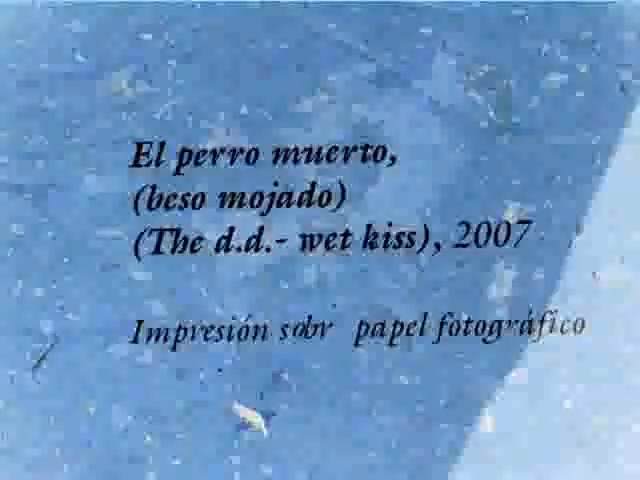 El perro muerto,
(beso mojado)
(The d.d.- wet kiss), 2007
Impresión sobr papel fotográfico